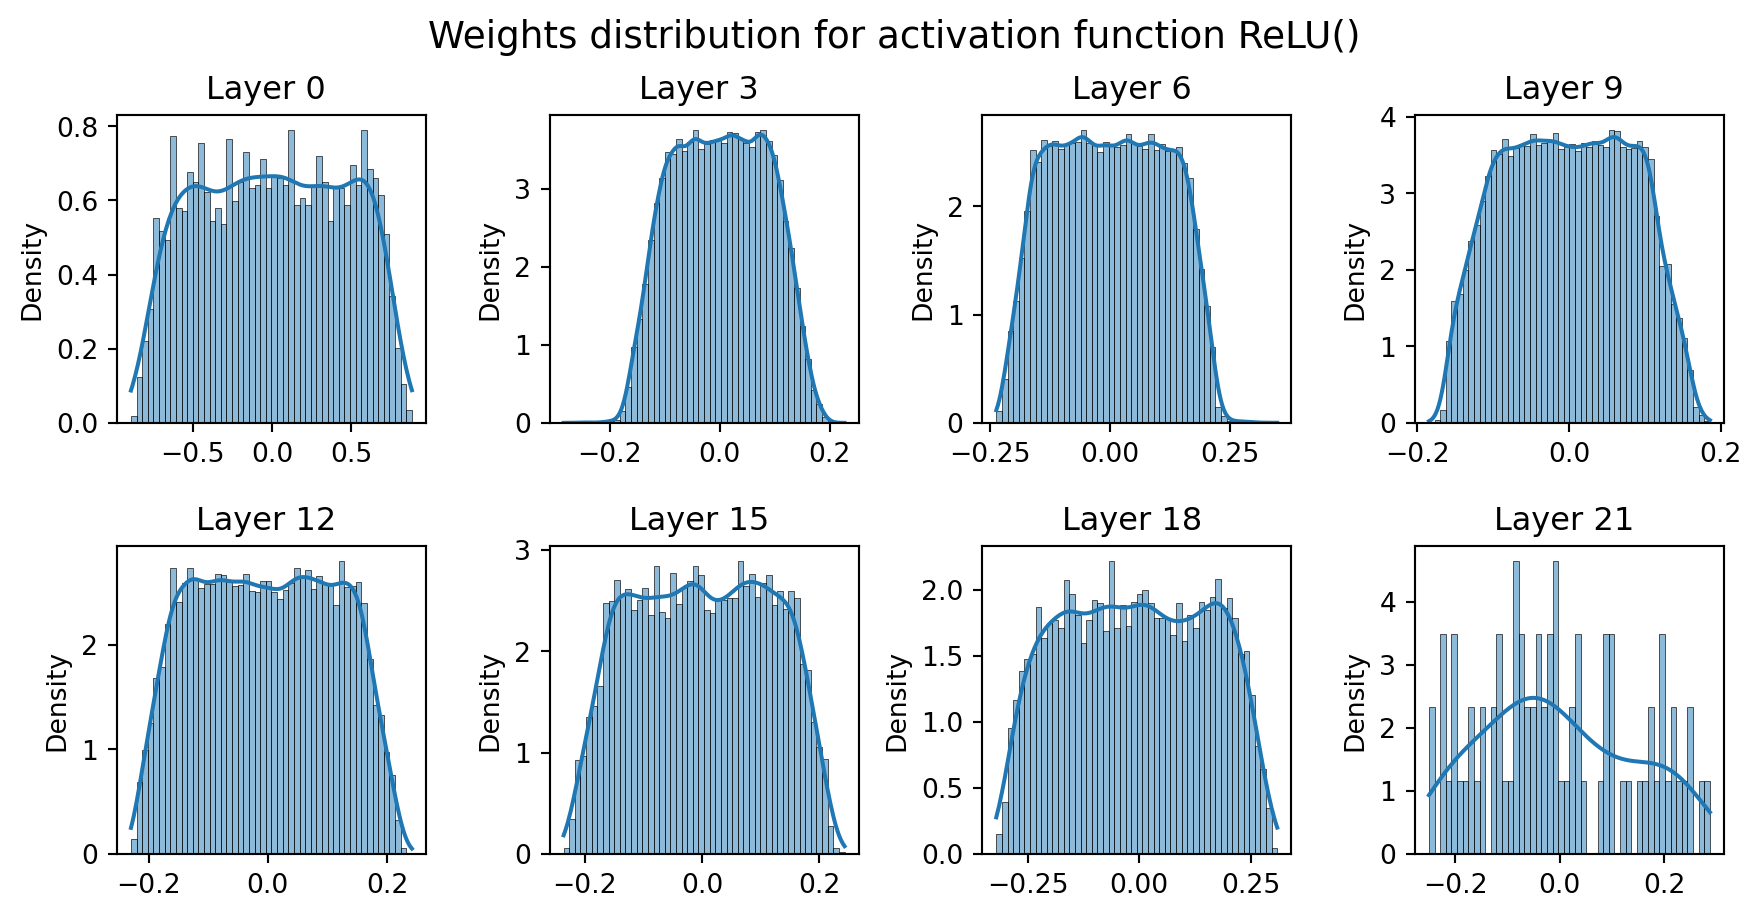 Weights distribution for activation function ReLU()
Layer 0
Layer 3
Layer 6
Layer 9
Density
0.8
0.6
0.4
0.2
0.0
−0.5 0.0 0.5
Density
3
2
1
0
−0.2 0.0 0.2
Density
2
1
0
−0.25 0.00 0.25
Density
4
3
2
1
0
−0.2 0.0 0.2
Layer 12
Layer 15
Layer 18
Layer 21
Density
2
1
0
−0.2 0.0 0.2
Density
3
2
1
0
−0.2 0.0 0.2
Density
2.0
1.5
1.0
0.5
0.0
−0.25 0.00 0.25
Density
4
3
2
1
0
−0.2 0.0 0.2